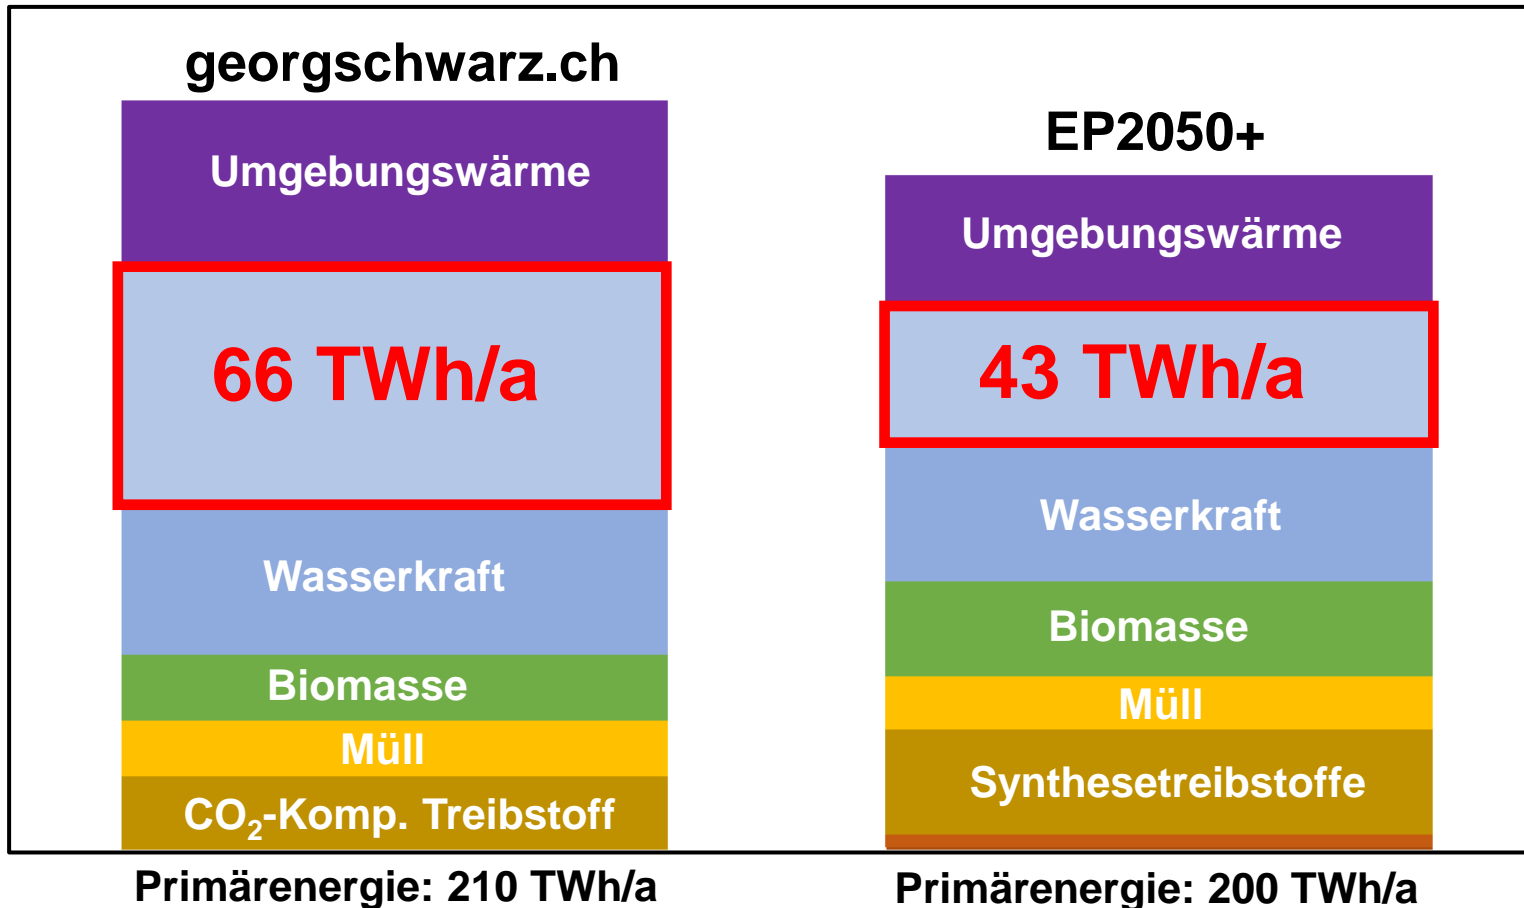 georgschwarz.ch
Umgebungswärme
66 TWh/a
Wasserkraft
Biomasse
Müll
CO₂-Komp. Treibstoff
Primärenergie: 210 TWh/a
EP2050+
Umgebungswärme
43 TWh/a
Wasserkraft
Biomasse
Müll
Synthesetreibstoffe
Primärenergie: 200 TWh/a